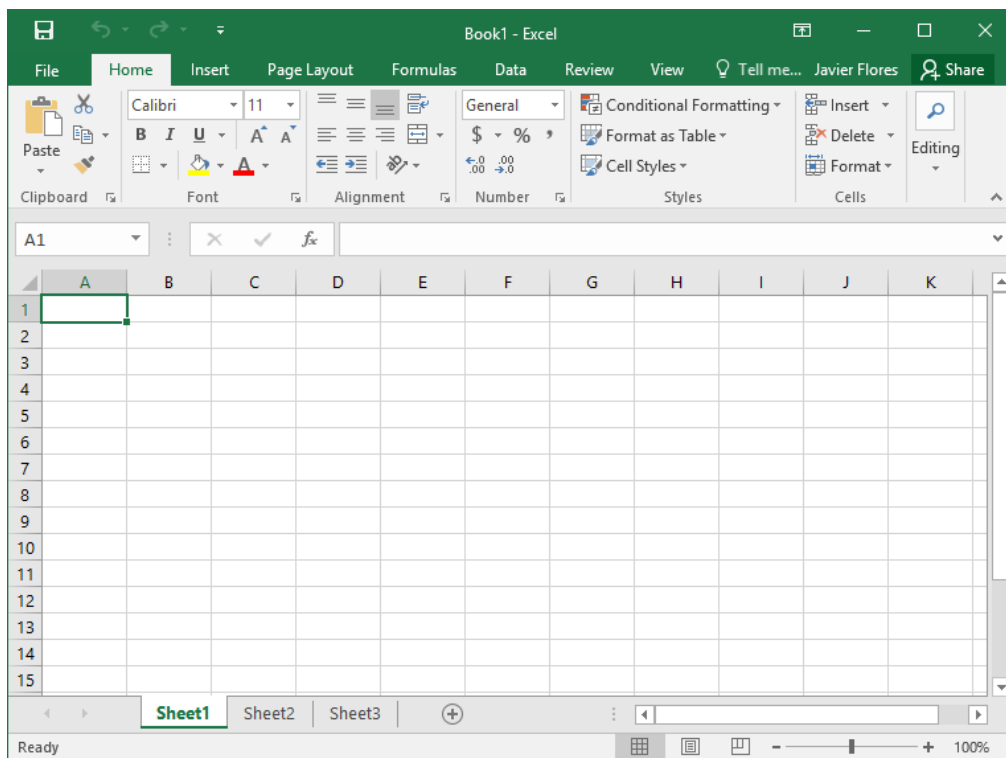 Book1 - Excel
File Home Insert Page Layout Formulas Data Review View Tell me... Javier Flores Share
Calibri 11 General Conditional Formatting Insert
Paste B I U A A $ % , Format as Table Delete Editing
A .00 .00 Cell Styles Format
Clipboard Font Alignment Number Styles Cells
A1 fx
A B C D E F G H I J K
1
2
3
4
5
6
7
8
9
10
11
12
13
14
15
Sheet1 Sheet2 Sheet3
Ready 100%